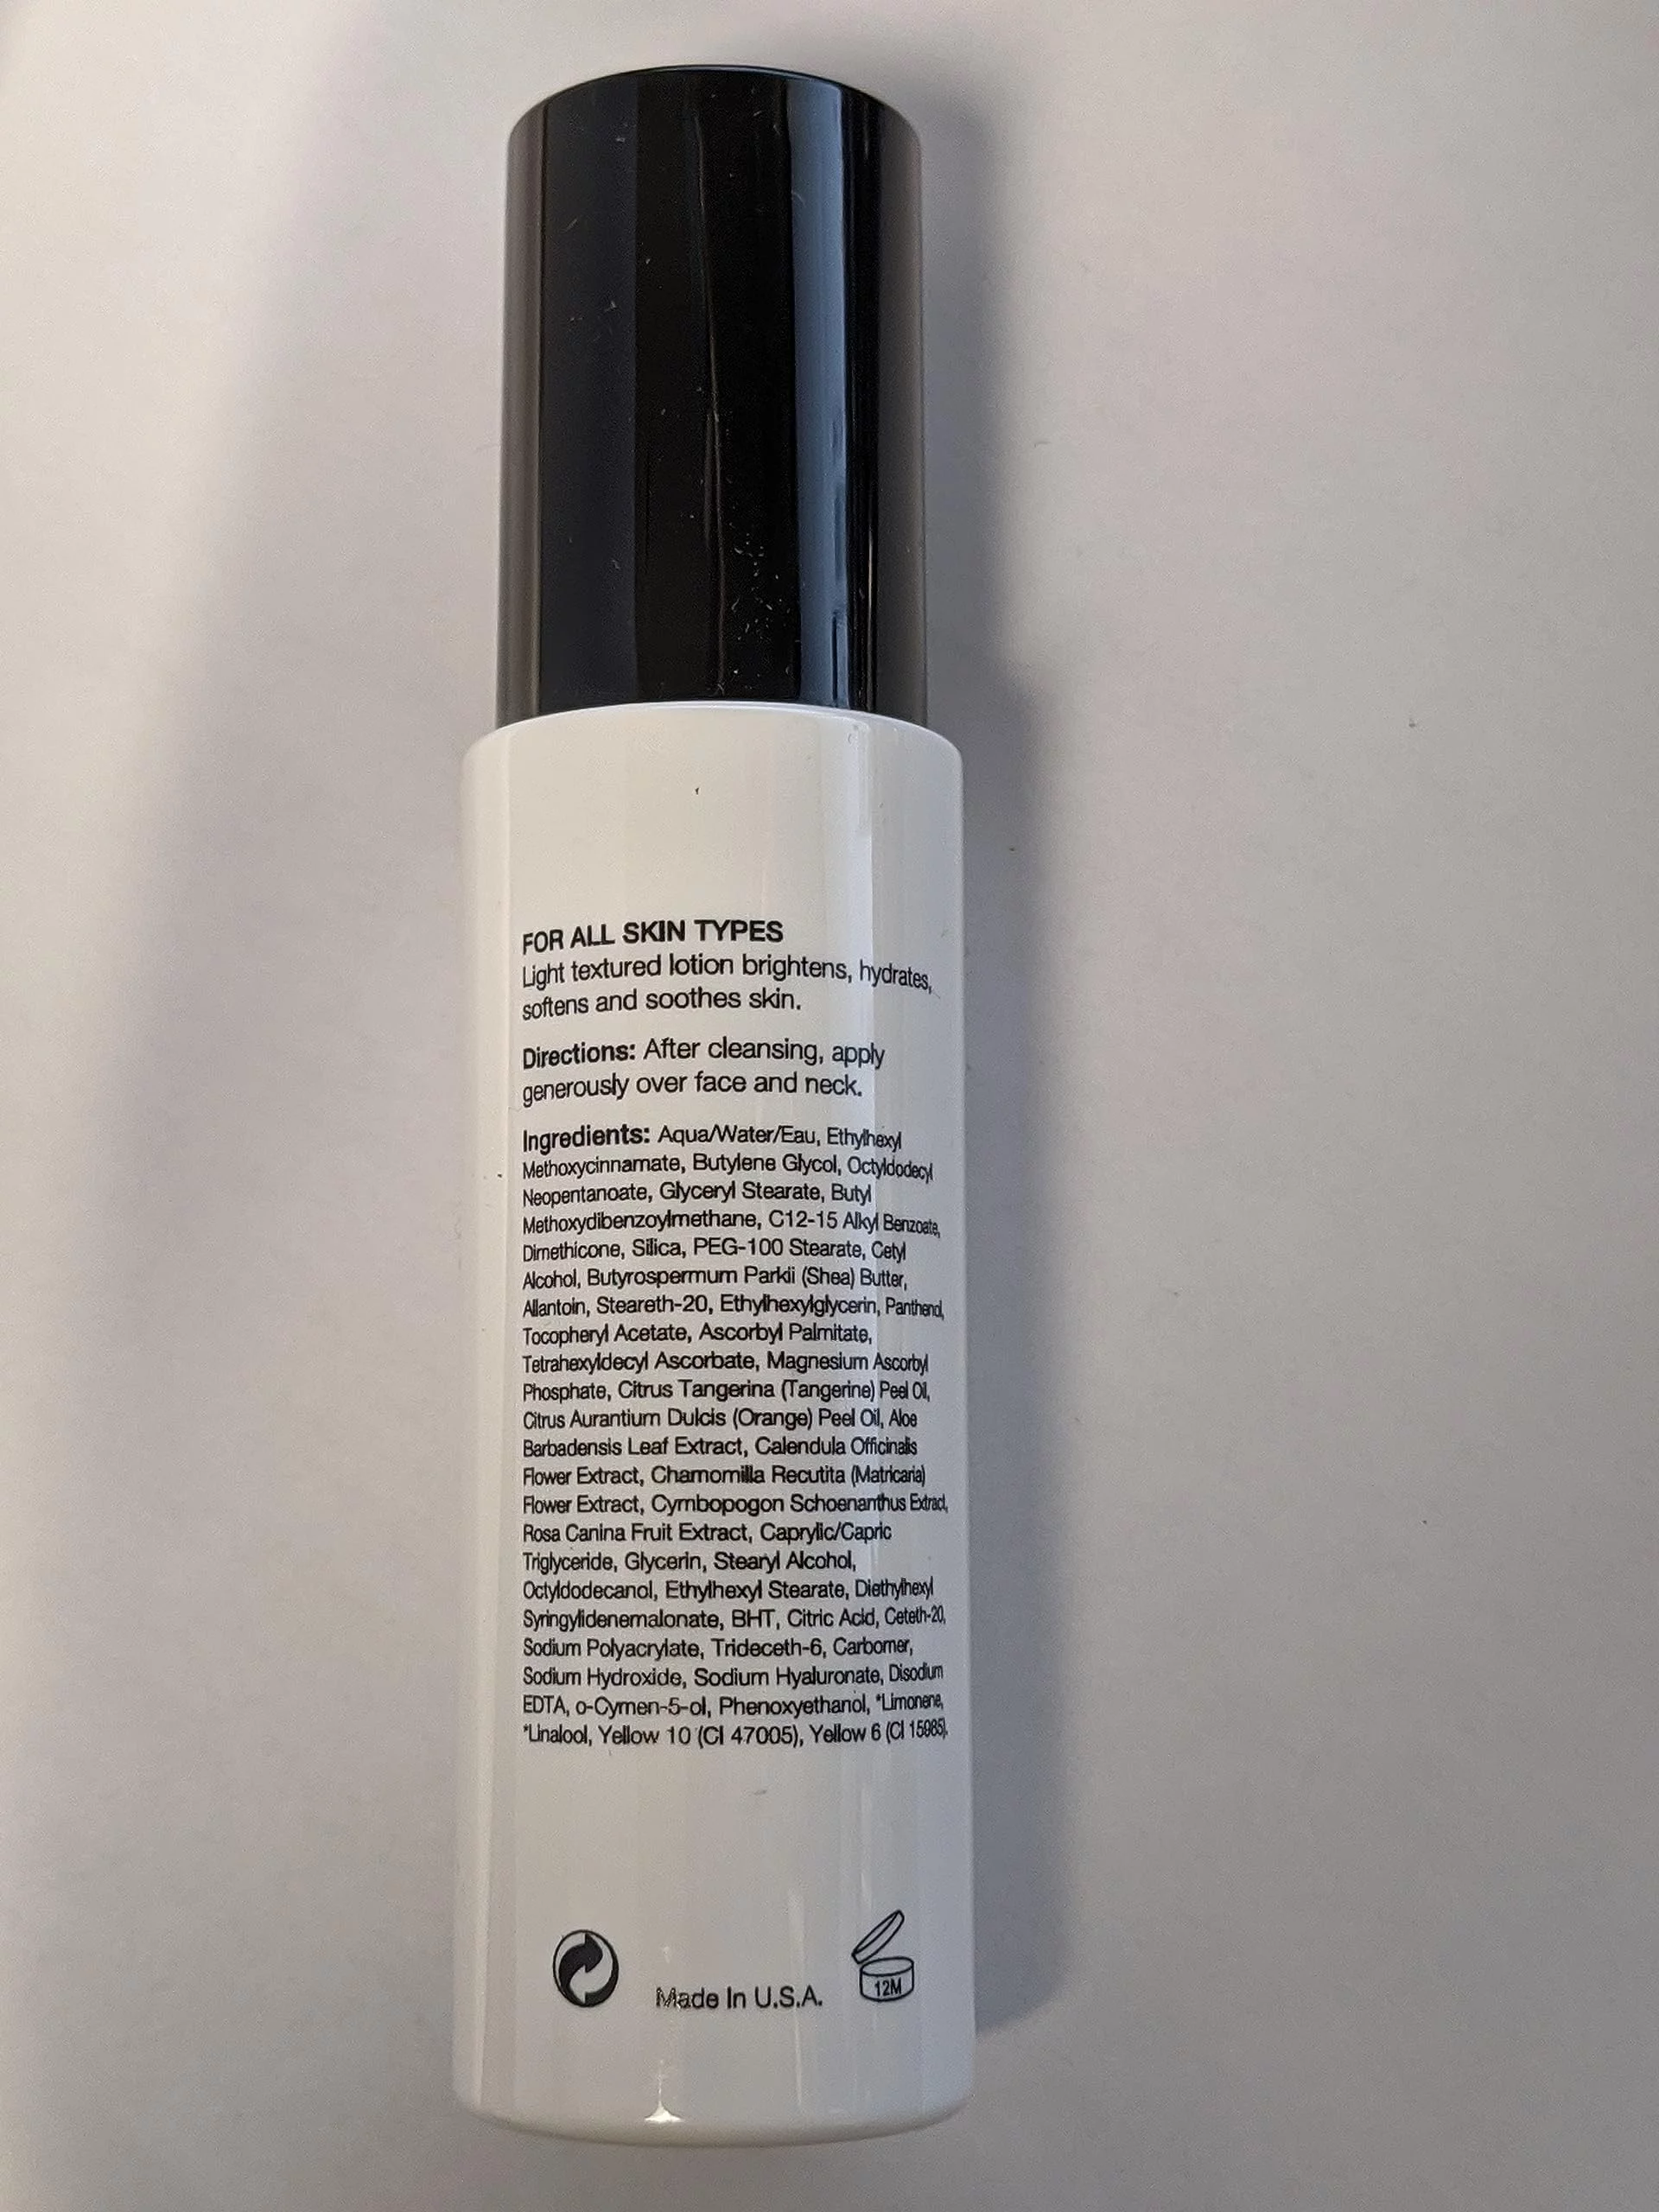 FOR ALL SKIN TYPES
Light textured lotion brightens, hydrates,
softens and soothes skin.
Directions: After cleansing, apply
generously over face and neck.
Ingredients: Aqua/Water/Eau, Ethylhexyl
Methoxycinnamate, Butylene Glycol, Octyldodecyl
Neopentanoate, Glyceryl Stearate, Butyl
Methoxydibenzoylmethane, C12-15 Alkyl Benzoate,
Dimethicone, Silica, PEG-100 Stearate, Cetyl
Alcohol, Butyrospermum Parkii (Shea) Butter,
Allantoin, Steareth-20, Ethylhexylglycerin, Panthenol,
Tocopheryl Acetate, Ascorbyl Palmitate,
Tetrahexyldecyl Ascorbate, Magnesium Ascorbyl
Phosphate, Citrus Tangerina (Tangerine) Peel Oil,
Citrus Aurantium Dulcis (Orange) Peel Oil, Aloe
Barbadensis Leaf Extract, Calendula Officinalis
Flower Extract, Chamomilla Recutita (Matricaria)
Flower Extract, Cymbopogon Schoenanthus Extract,
Rosa Canina Fruit Extract, Caprylic/Capric
Triglyceride, Glycerin, Stearyl Alcohol,
Octyldodecanol, Ethylhexyl Stearate, Diethylhexyl
Syringylidenemalonate, BHT, Citric Acid, Ceteth-20,
Sodium Polyacrylate, Trideceth-6, Carbomer,
Sodium Hydroxide, Sodium Hyaluronate, Disodium
EDTA, o-Cymen-5-ol, Phenoxyethanol, *Limonene,
*Linalool, Yellow 10 (CI 47005), Yellow 6 (CI 15985).
Made In U.S.A.
12M